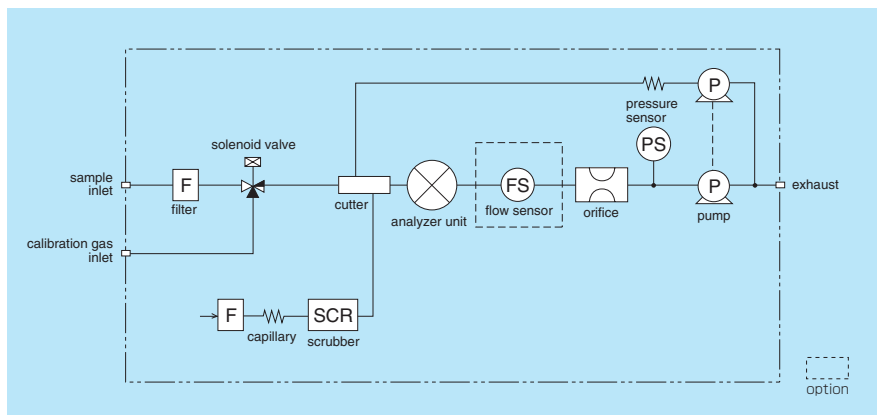 P
pressure
sensor
solenoid valve
PS
sample
inlet
F
filter
cutter
analyzer unit
FS
flow sensor
orifice
P
pump
exhaust
calibration gas
inlet
F
capillary
SCR
scrubber
option